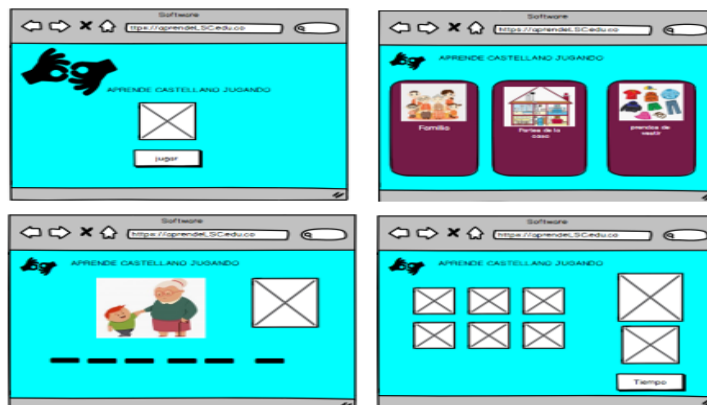 Software
https://aprendeLSCedu.co
APRENDE CASTELLANO JUGANDO
jugar
Software
https://aprendeLSCedu.co
APRENDE CASTELLANO JUGANDO
Familia
Partes de la
casa
prendas de
vestir
Software
https://aprendeLSCedu.co
APRENDE CASTELLANO JUGANDO
Software
https://aprendeLSCedu.co
APRENDE CASTELLANO JUGANDO
Tiempo